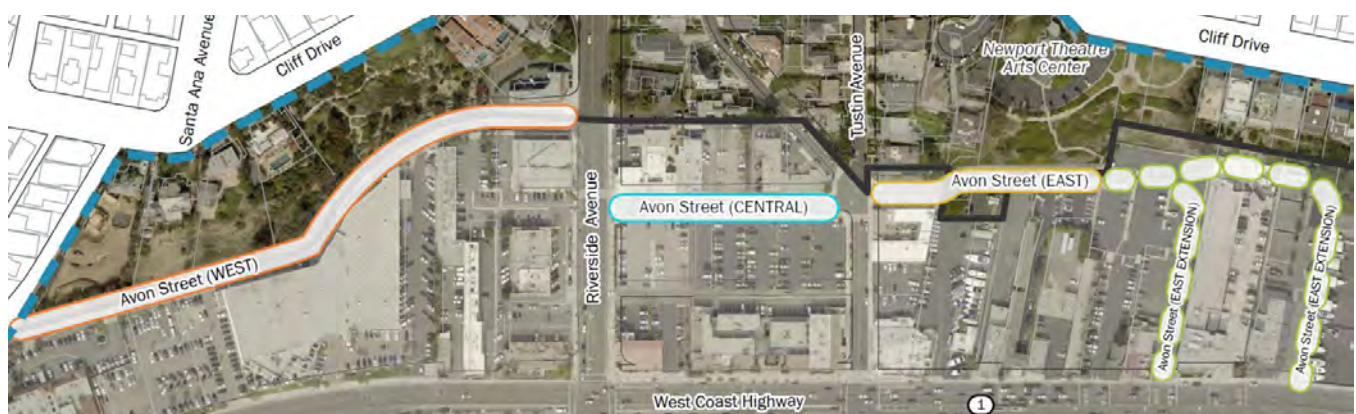 Santa Ana Avenue
Cliff Drive
Newport Theatre
Arts Center
Cliff Drive
Tustin Avenue
Avon Street (WEST)
Riverside Avenue
Avon Street (CENTRAL)
Avon Street (EAST)
Avon Street (EAST EXTENSION)
Avon Street (EAST EXTENSION)
West Coast Highway
1